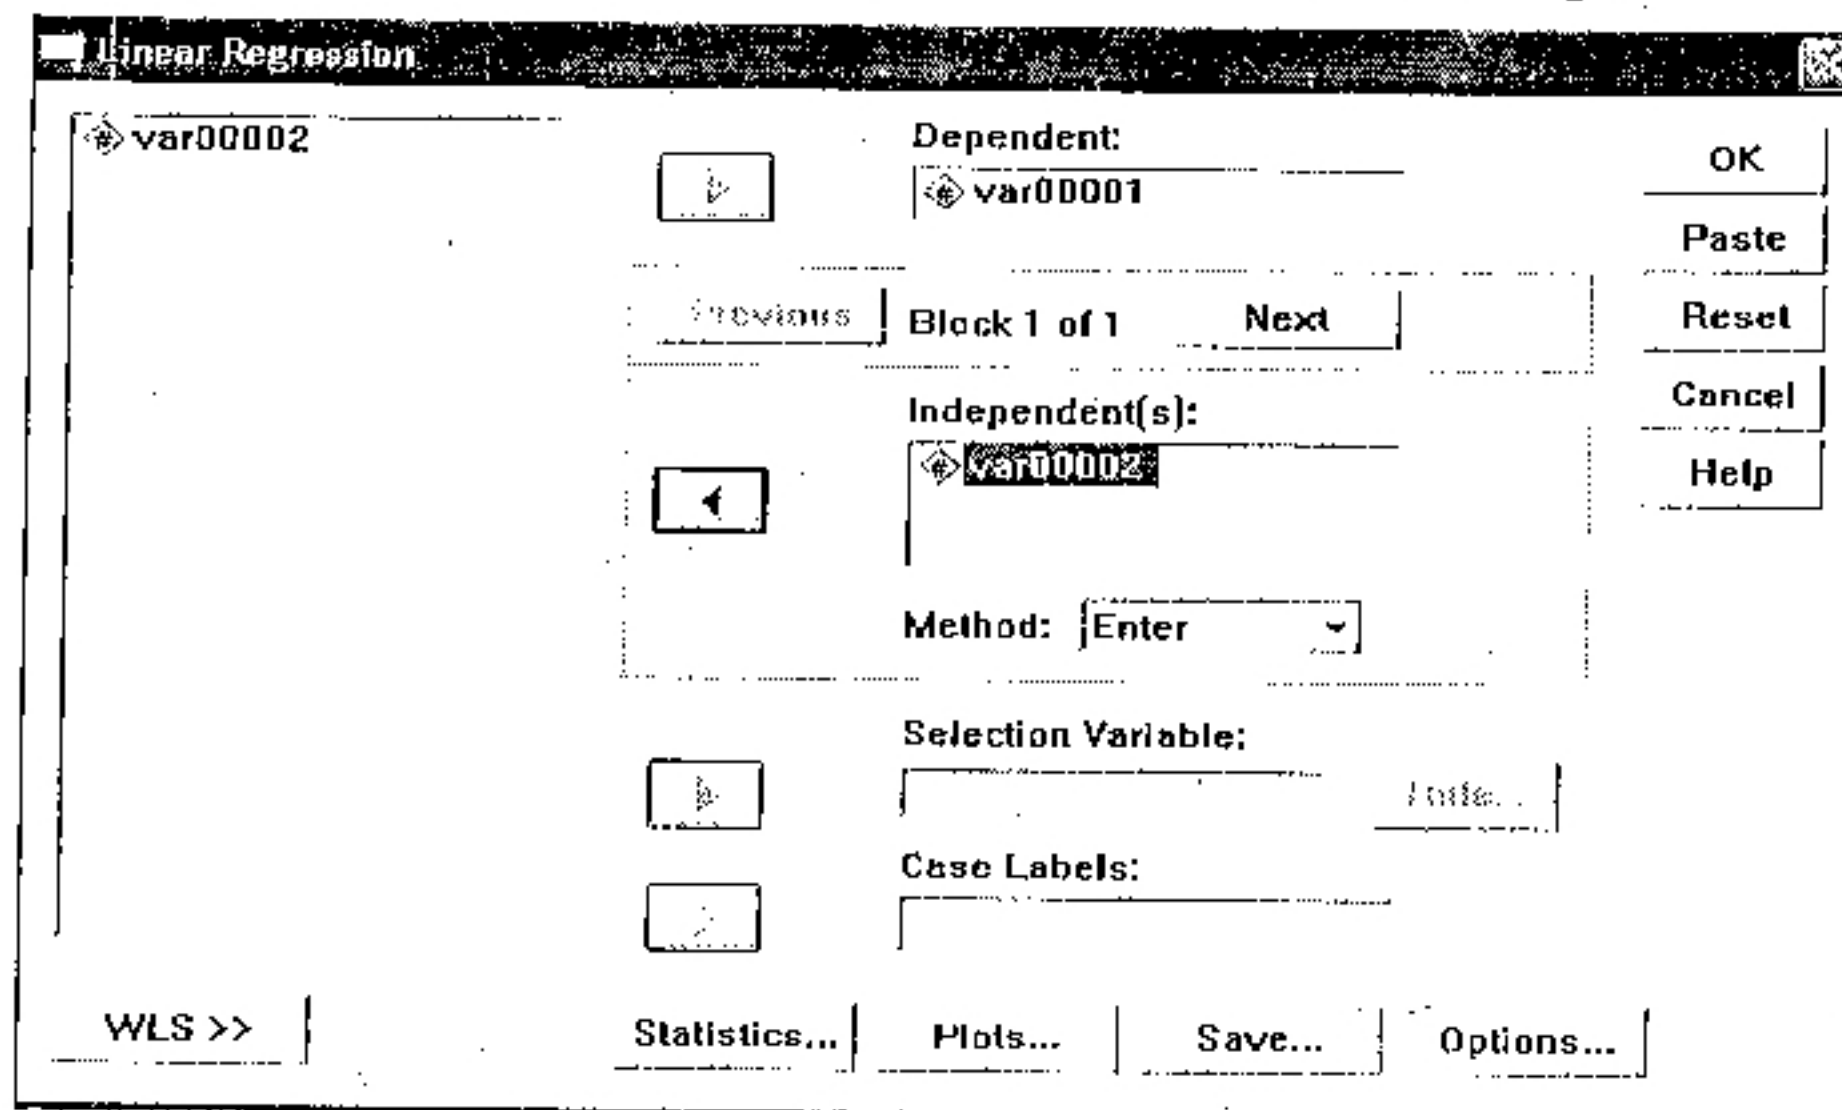 Linear Regression
var00002
Dependent:
var00001
Previous
Block 1 of 1
Next
Independent(s):
var00002
Method: Enter
Selection Variable:
Case Labels:
OK
Paste
Reset
Cancel
Help
WLS >>
Statistics...
Plots...
Save...
Options...